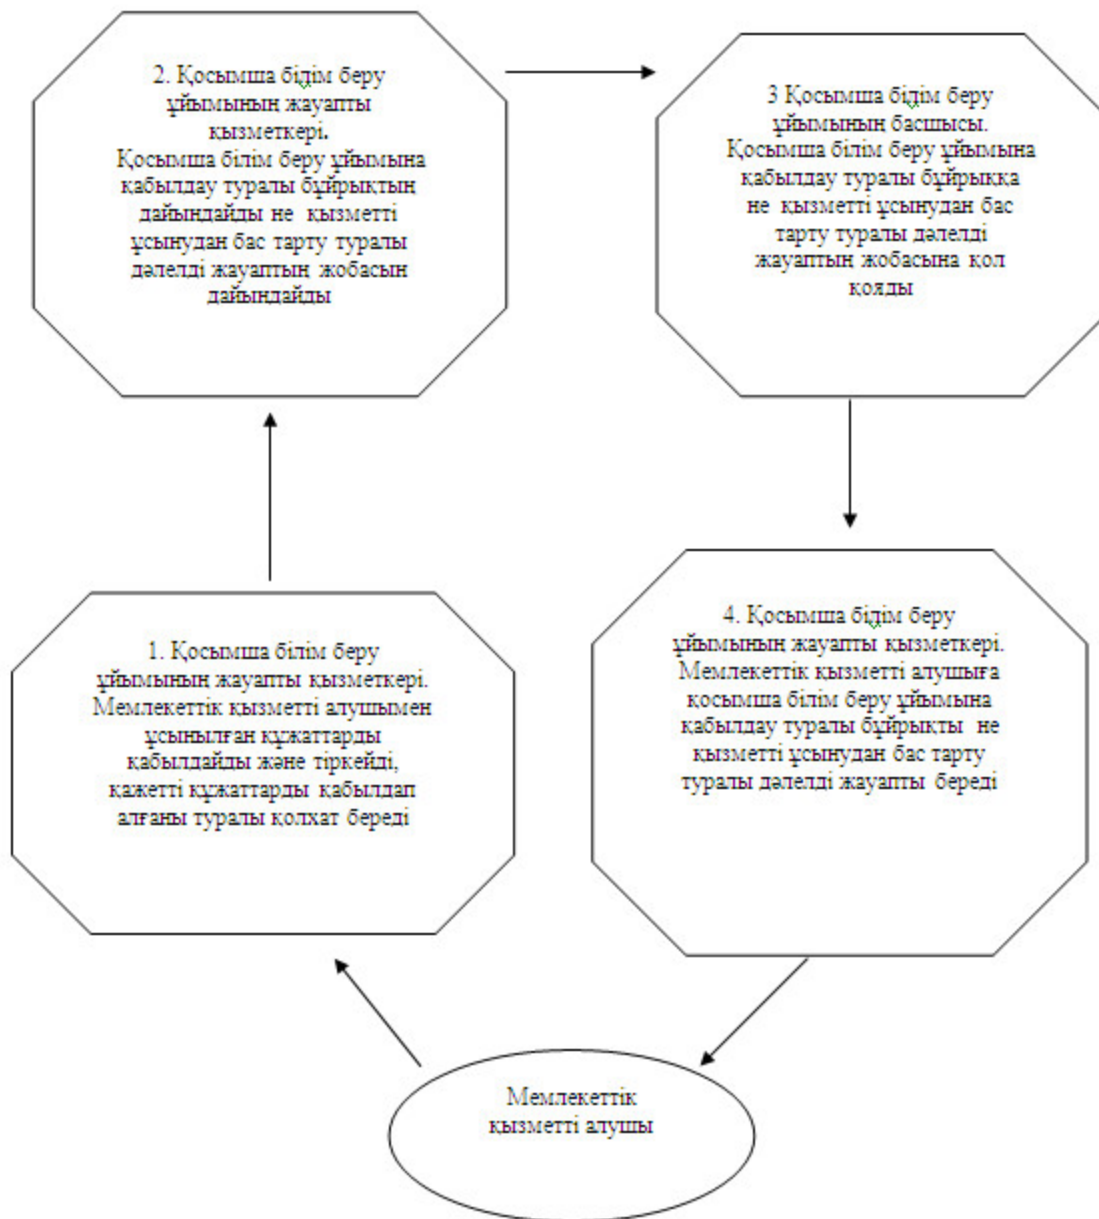 2. Қосымша білім беру
ұйымының жауапты
қызметкері.
Қосымша білім беру ұйымына
қабылдау туралы бұйрықтың
дайындайды не қызметті
ұсынудан бас тарту туралы
дәлелді жауаптың жобасын
дайындайды
3 Қосымша білім беру
ұйымының басшысы.
Қосымша білім беру ұйымына
қабылдау туралы бұйрыққа
не қызметті ұсынудан бас
тарту туралы дәлелді
жауаптың жобасына қол
қояды
1. Қосымша білім беру
ұйымының жауапты қызметкері.
Мемлекеттік қызметті алушымен
ұсынылған құжаттарды
қабылдайды және тіркейді,
қажетті құжаттарды қабылдап
алғаны туралы қолхат береді
4. Қосымша білім беру
ұйымының жауапты қызметкері.
Мемлекеттік қызметті алушыға
қосымша білім беру ұйымына
қабылдау туралы бұйрықты не
қызметті ұсынудан бас тарту
туралы дәлелді жауапты береді
Мемлекеттік
қызметті алушы